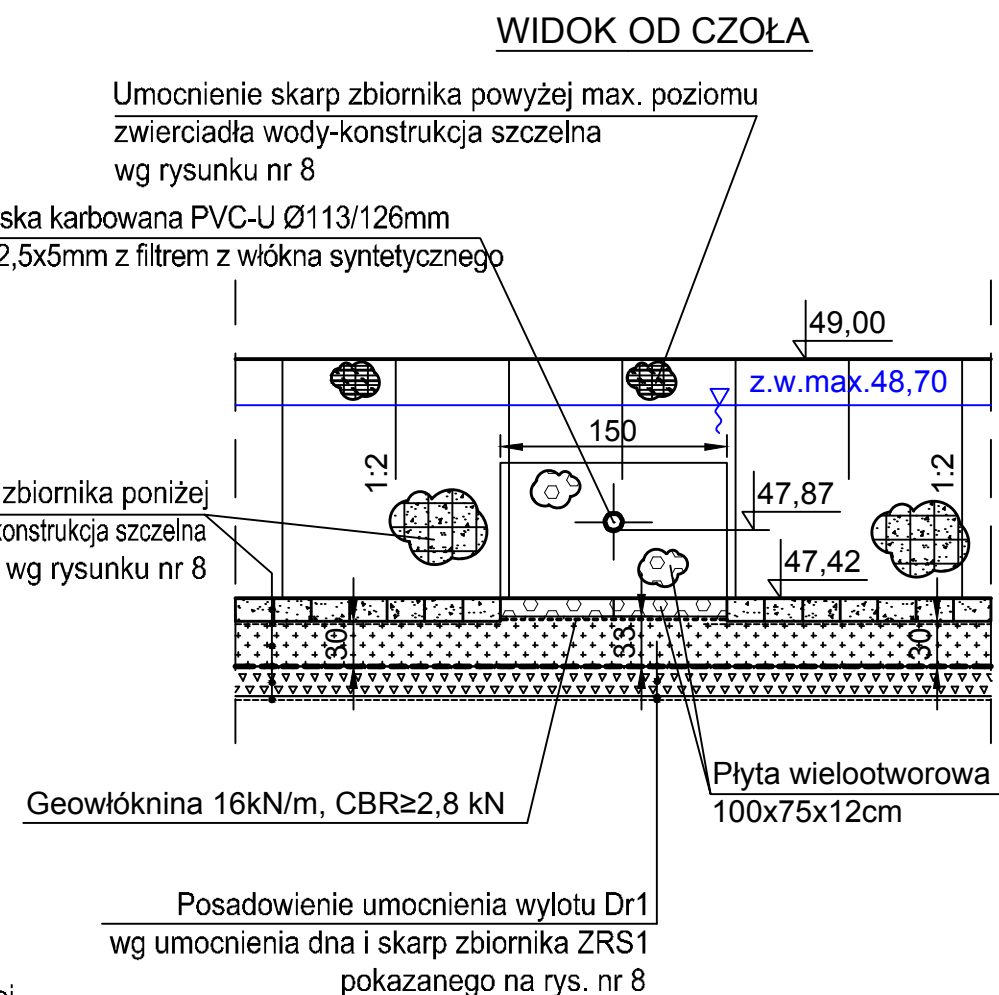 WIDOK OD CZOŁA
Umocnienie skarp zbiornika powyżej max. poziomu
zwierciadła wody-konstrukcja szczelna
wg rysunku nr 8
ska karbowana PVC-U Ø113/126mm
2,5x5mm z filtrem z włókna syntetycznego
49,00
z.w.max.48,70
150
1:2
1:2
zbiornika poniżej
konstrukcja szczelna
wg rysunku nr 8
47,87
47,42
30
33
30
Geowłóknina 16kN/m, CBR≥2,8 kN
Płyta wielootworowa
100x75x12cm
Posadowienie umocnienia wylotu Dr1
wg umocnienia dna i skarp zbiornika ZRS1
pokazanego na rys. nr 8